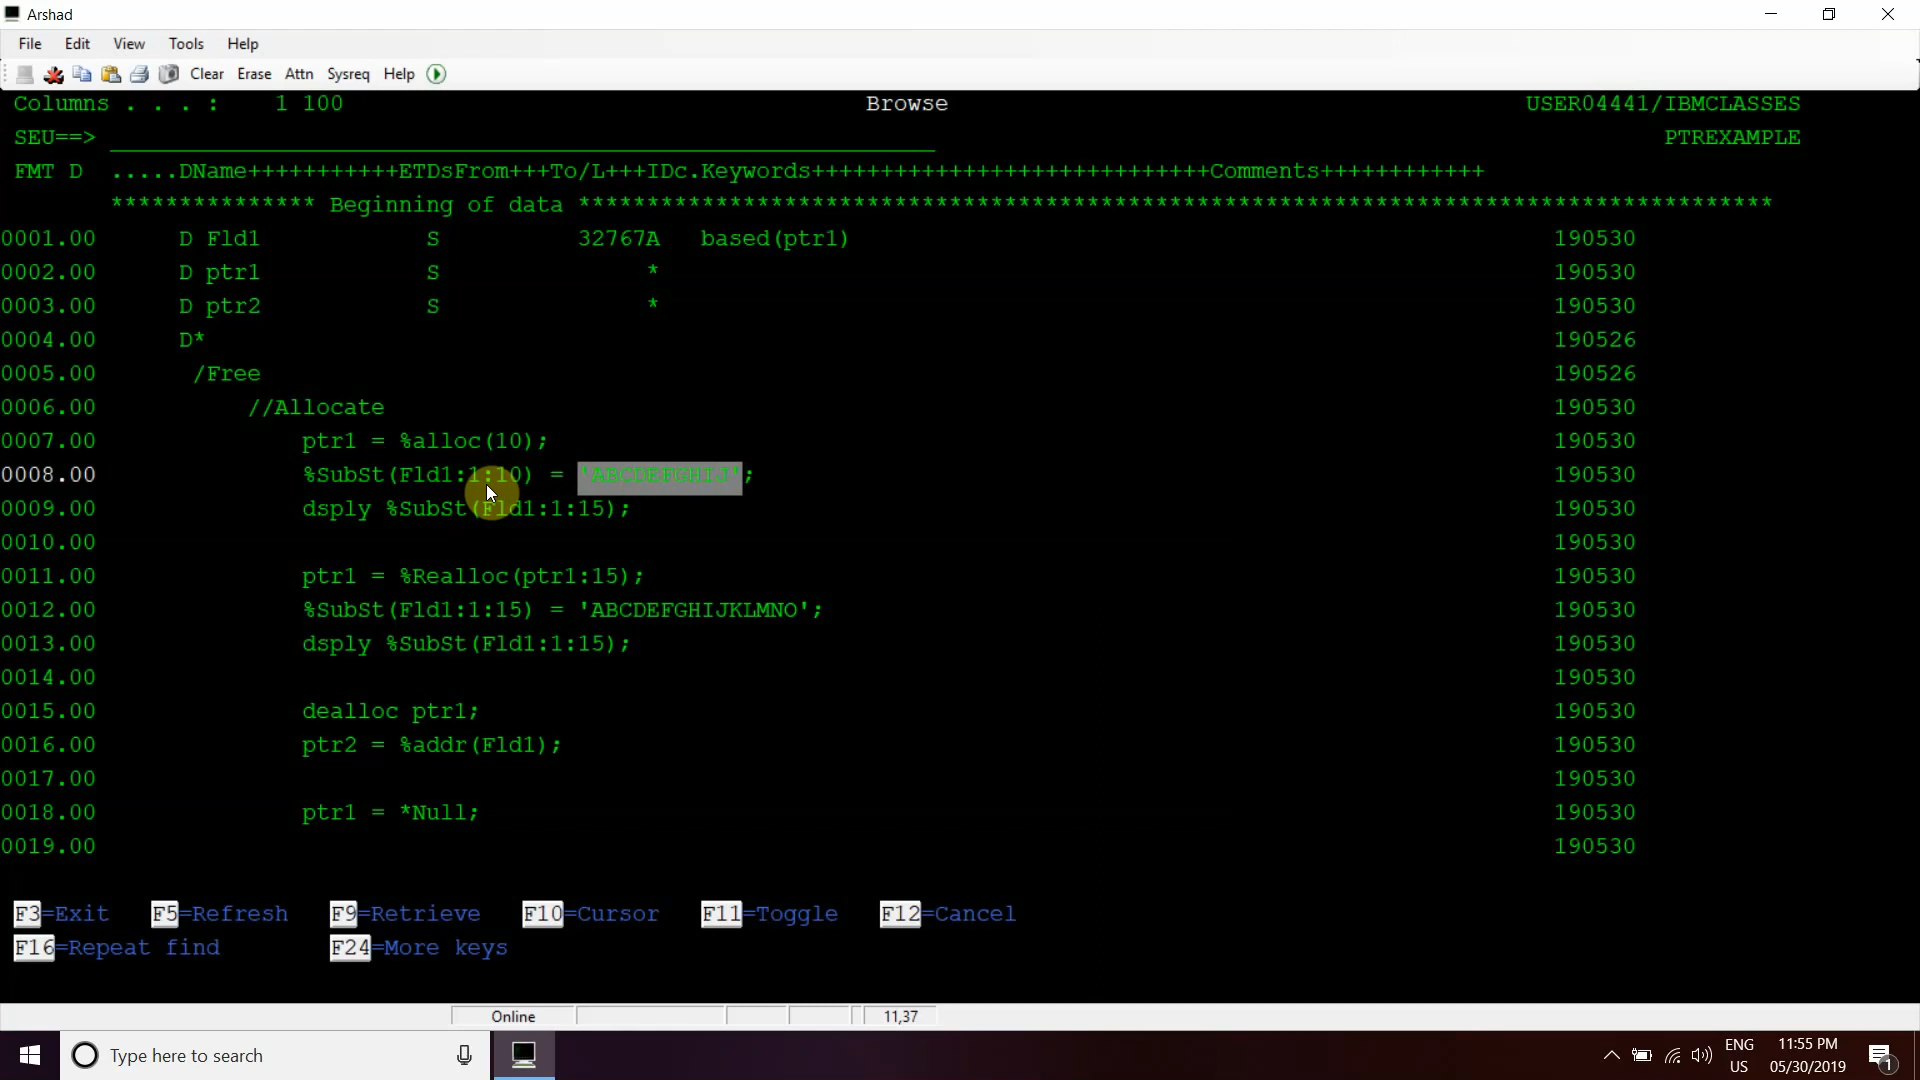 Arshad
File Edit View Tools Help
Clear Erase Attn Sysreq Help
Columns . . . : 1 100 Browse USER04441/IBMCLASSES
SEU==> PTREXAMPLE
FMT D .....DName+++++++++++ETDsFrom+++To/L+++IDc.Keywords+++++++++++++++++++++++++++++Comments++++++++++++
*************** Beginning of data ***************************************************************************************
0001.00 D Fld1 S 32767A based(ptr1) 190530
0002.00 D ptr1 S * 190530
0003.00 D ptr2 S * 190530
0004.00 D* 190526
0005.00 /Free 190526
0006.00 //Allocate 190530
0007.00 ptr1 = %alloc(10); 190530
0008.00 %SubSt(Fld1:1:10) = 'ABCDEFGHIJ'; 190530
0009.00 dsply %SubSt(Fld1:1:15); 190530
0010.00 190530
0011.00 ptr1 = %Realloc(ptr1:15); 190530
0012.00 %SubSt(Fld1:1:15) = 'ABCDEFGHIJKLMNO'; 190530
0013.00 dsply %SubSt(Fld1:1:15); 190530
0014.00 190530
0015.00 dealloc ptr1; 190530
0016.00 ptr2 = %addr(Fld1); 190530
0017.00 190530
0018.00 ptr1 = *Null; 190530
0019.00 190530
F3=Exit F5=Refresh F9=Retrieve F10=Cursor F11=Toggle F12=Cancel
F16=Repeat find F24=More keys
Online 11,37
Type here to search ENG 11:55 PM
US 05/30/2019 1